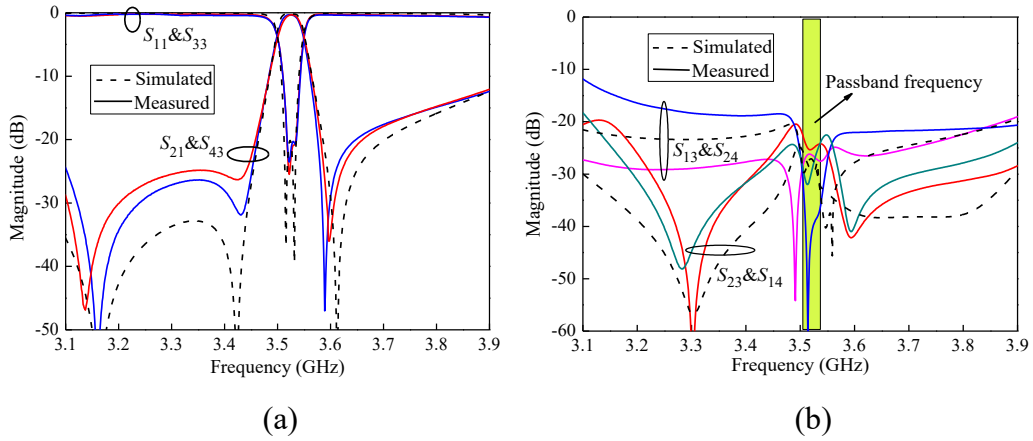 0
-10
-20
-30
-40
-50
3.1 3.2 3.3 3.4 3.5 3.6 3.7 3.8 3.9
Magnitude (dB)
Frequency (GHz)
S11&S33
Simulated
Measured
S21&S43
(a)
0
-10
-20
-30
-40
-50
-60
3.1 3.2 3.3 3.4 3.5 3.6 3.7 3.8 3.9
Magnitude (dB)
Frequency (GHz)
Simulated
Measured
Passband frequency
S13&S24
S23&S14
(b)